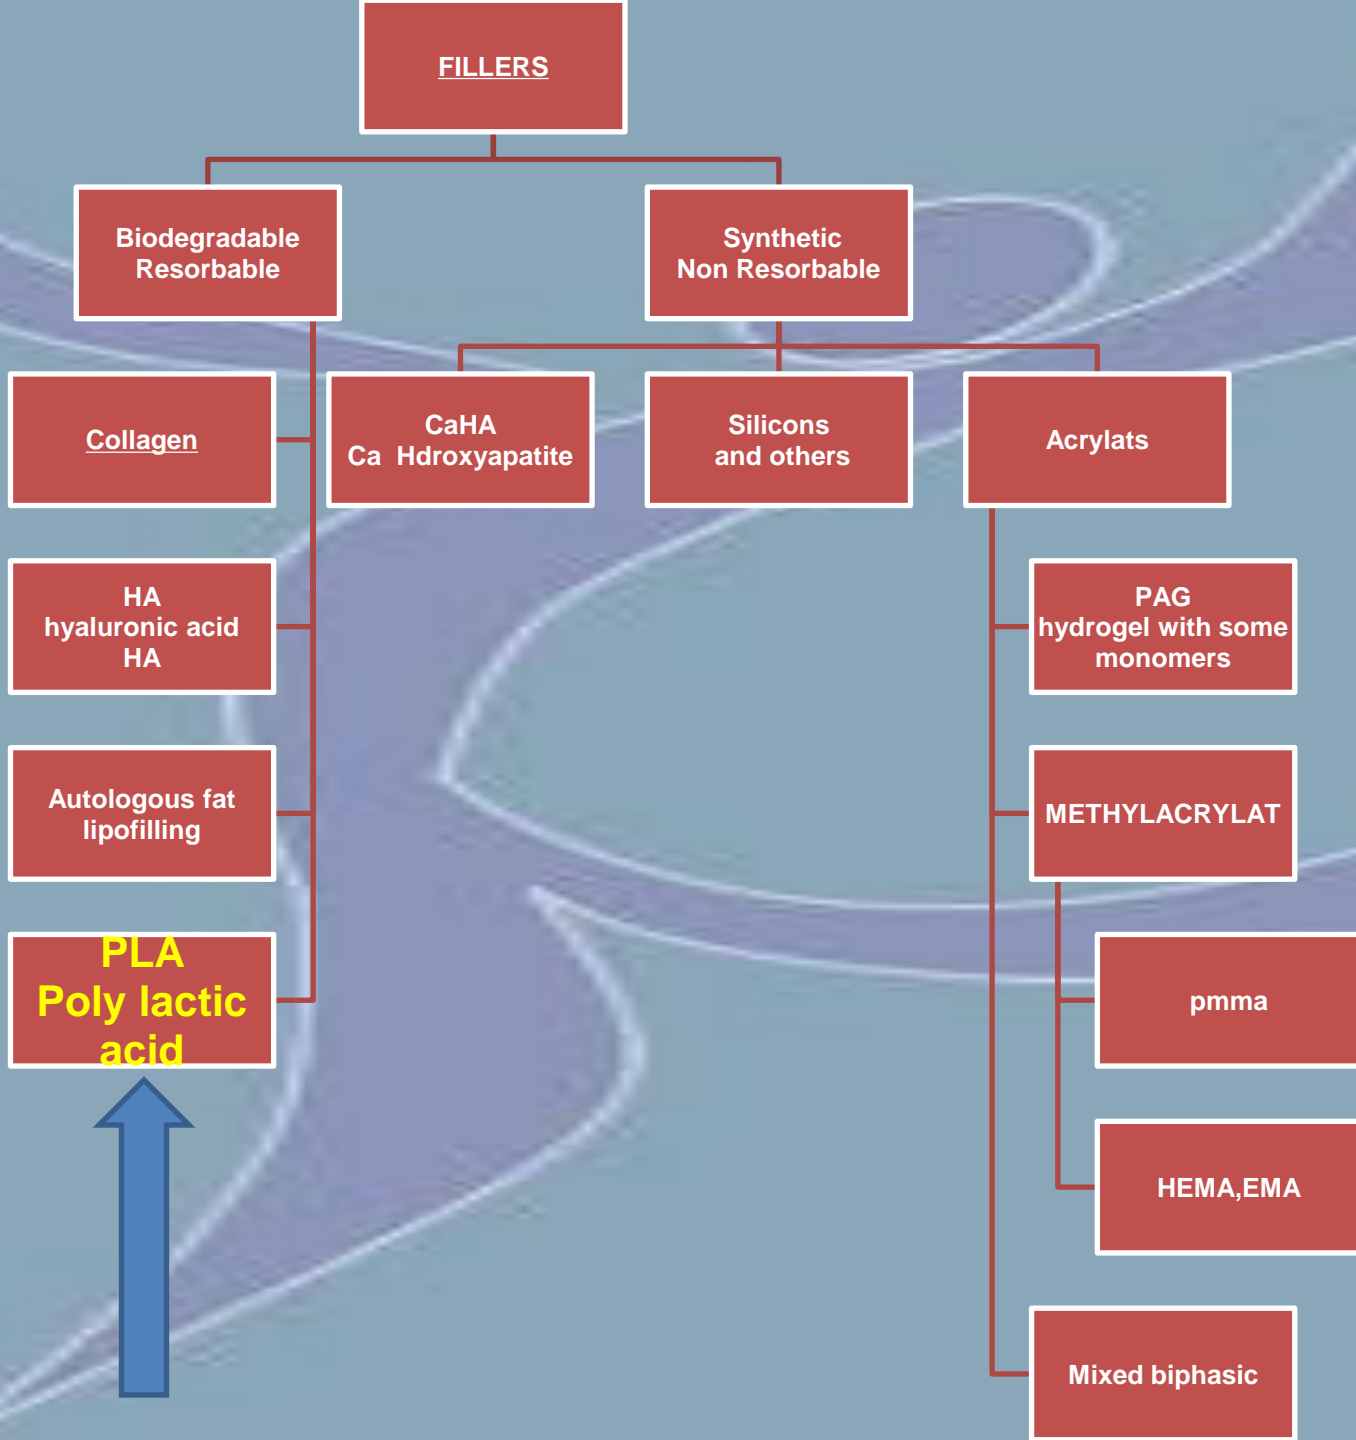 FILLERS
Biodegradable
Resorbable
Synthetic
Non Resorbable
Collagen
CaHA
Ca Hdroxyapatite
Silicons
and others
Acrylats
HA
hyaluronic acid
HA
PAG
hydrogel with some
monomers
Autologous fat
lipofilling
METHYLACRYLAT
PLA
Poly lactic
acid
pmma
HEMA,EMA
Mixed biphasic